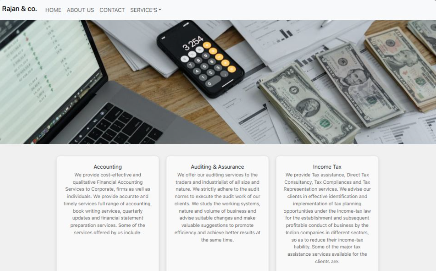 Rajan & co.
HOME ABOUT US CONTACT SERVICE'S
3 254
Accounting
We provide cost-effective and
qualitative Financial Accounting
Services to Corporate, firms as well as
individuals. We provide accurate and
timely services full range of accounting,
book writing services, quarterly
updates and financial statement
preparation services. Some of the
services offered by us include
Auditing & Assurance
We offer our auditing services to the
traders and industrialist of all size and
nature. We strictly adhere to the audit
norms to execute the audit work of our
clients. We study the working systems,
nature and volume of business and
advise suitable changes and make
valuable suggestions to promote
efficiency and achieve better results at
the same time.
Income Tax
We provide Tax assistance, Direct Tax
Consultancy, Tax Compliances and Tax
Representation services. We advise our
clients in effective identification and
implementation of tax planning
opportunities under the income-tax law
for the establishment and subsequent
profitable conduct of business by the
Indian companies in different sectors,
so as to reduce their income-tax
liability. Some of the major tax
assistance services available for the
clients are: